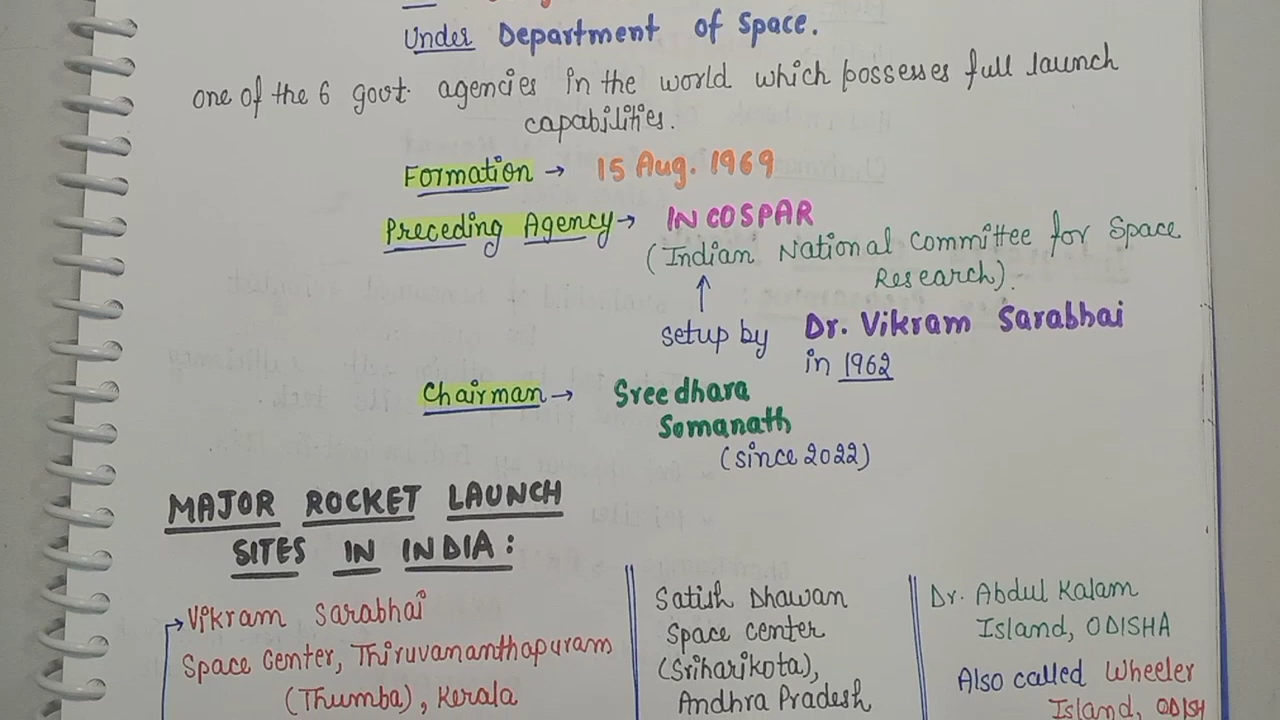 Under Department of Space.
one of the 6 govt. agencies in the world which possesses full launch
capabilities.
Formation → 15 Aug. 1969
Preceding Agency → INCOSPAR
(Indian National Committee for Space
Research).
↑
setup by Dr. Vikram Sarabhai
in 1962
Chairman → Sreedhara
Somanath
(since 2022)
MAJOR ROCKET LAUNCH
SITES IN INDIA:
→ Vikram Sarabhai
Space Center, Thiruvananthapuram
(Thumba), Kerala
Satish Dhawan
Space center
(Sriharikota),
Andhra Pradesh
Dr. Abdul Kalam
Island, ODISHA
Also called Wheeler
Island, ODISH